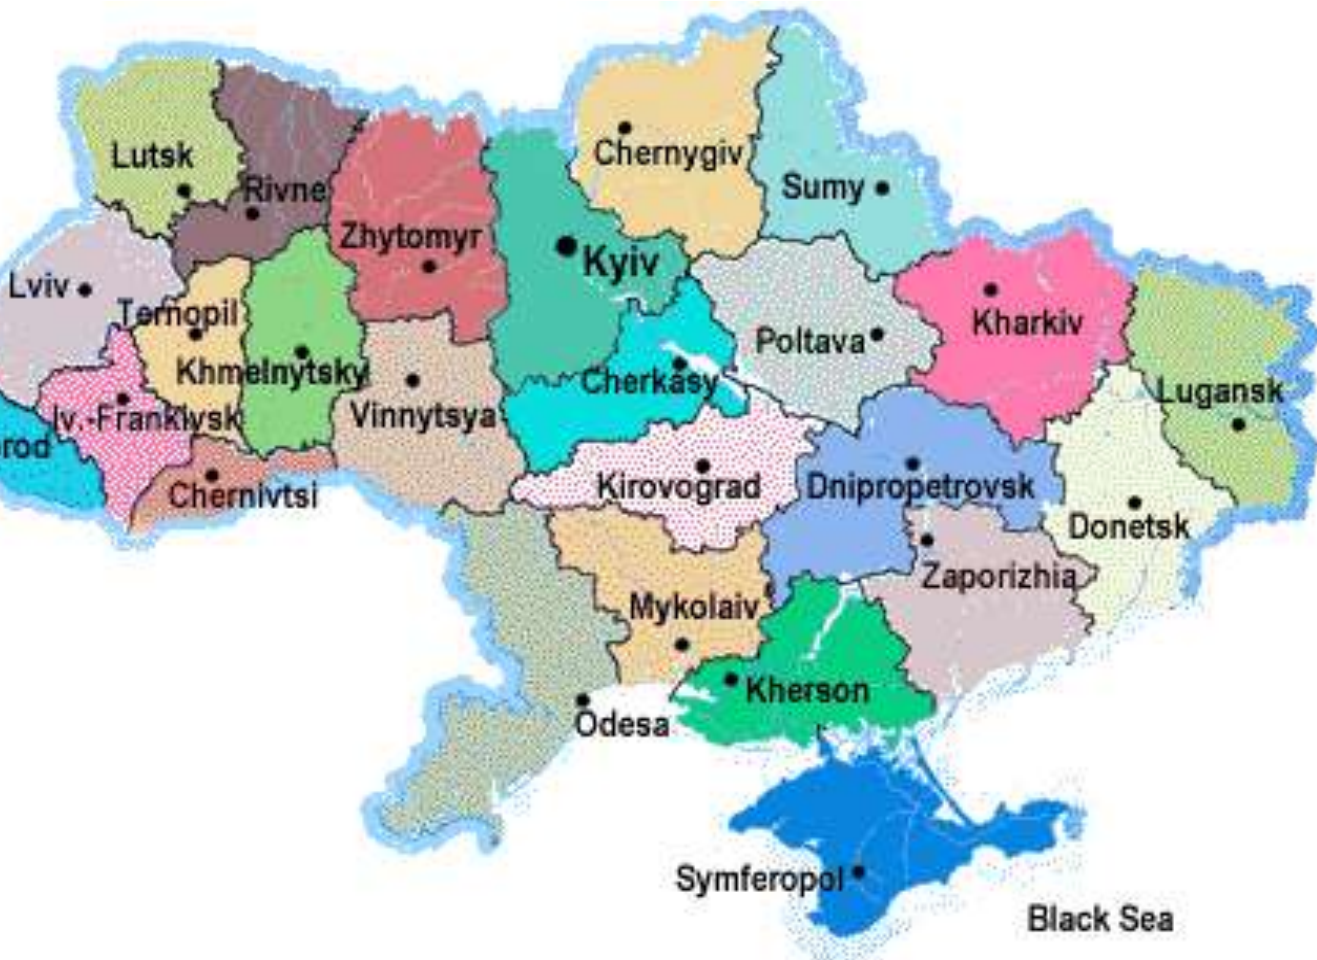 Chernygiv
Lutsk
Rivne
Sumy
Zhytomyr
Kyiv
Lviv
Ternopil
Kharkiv
Poltava
Khmelnytsky
Cherkasy
Lugansk
Iv.-Franklvsk
Vinnytsya
rod
Chernivtsi
Kirovograd
Dnipropetrovsk
Donetsk
Zaporizhia
Mykolaiv
Kherson
Odesa
Symferopol
Black Sea